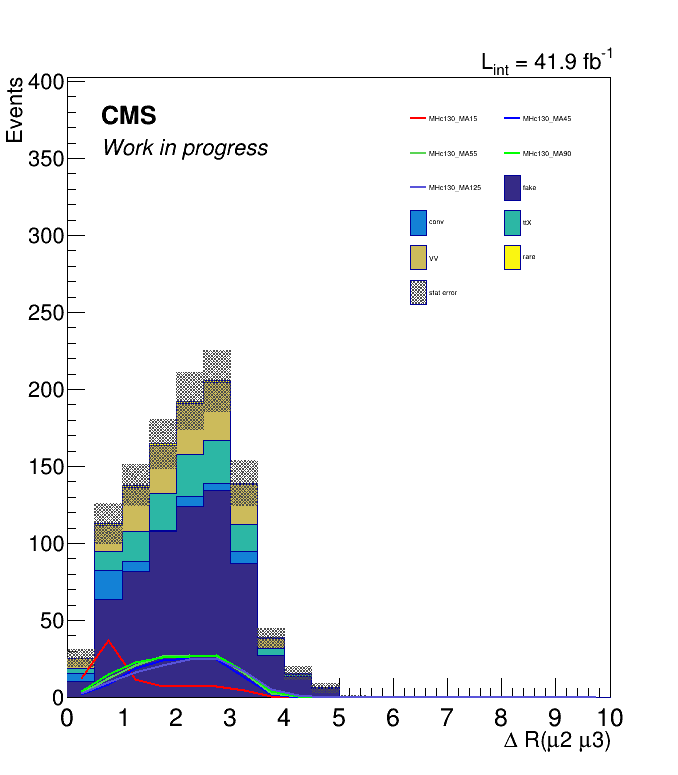 L_int = 41.9 fb^-1
Events
400
350
300
250
200
150
100
50
0
CMS
Work in progress
MHc130_MA15
MHc130_MA45
MHc130_MA55
MHc130_MA90
MHc130_MA125
fake
conv
ttX
VV
rare
stat error
0 1 2 3 4 5 6 7 8 9 10
Δ R(μ2 μ3)